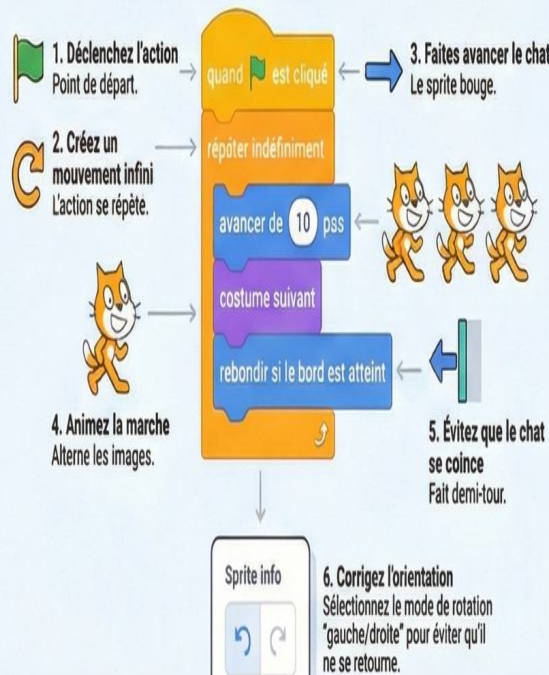 1. Déclenchez l'action
Point de départ.
quand est cliqué
3. Faites avancer le chat
Le sprite bouge.
2. Créez un
mouvement infini
L'action se répète.
répáter indéfiniment
avancer de 10 pss
costume suivant
rebondir si le bord est atteint
4. Animez la marche
Alterne les images.
5. Évitez que le chat
se coince
Fait demi-tour.
Sprite info
6. Corrigez l'orientation
Sélectionnez le mode de rotation
"gauche/droite" pour éviter qu'il
ne se retourne.